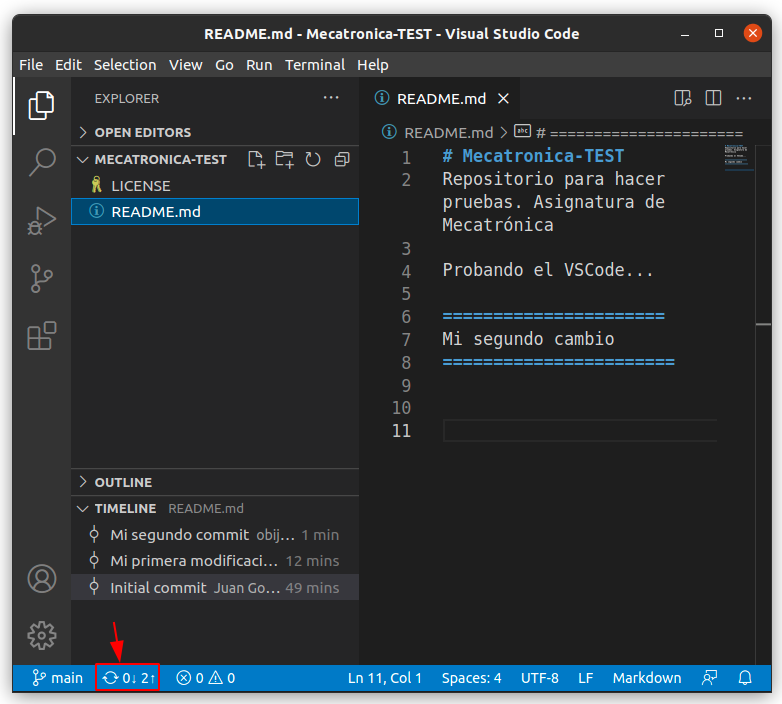 README.md - Mecatronica-TEST - Visual Studio Code
File Edit Selection View Go Run Terminal Help
EXPLORER ...
OPEN EDITORS
MECATRONICA-TEST
LICENSE
README.md
OUTLINE
TIMELINE README.md
Mi segundo commit obij... 1 min
Mi primera modificaci... 12 mins
Initial commit Juan Go... 49 mins
README.md
README.md > abc # ======================
1 # Mecatronica-TEST
2 Repositorio para hacer
pruebas. Asignatura de
Mecatrónica
3
4 Probando el VSCode...
5
6 =====================
7 Mi segundo cambio
8 ======================
9
10
11
main 0↓ 2↑ 0 0 Ln 11, Col 1 Spaces: 4 UTF-8 LF Markdown